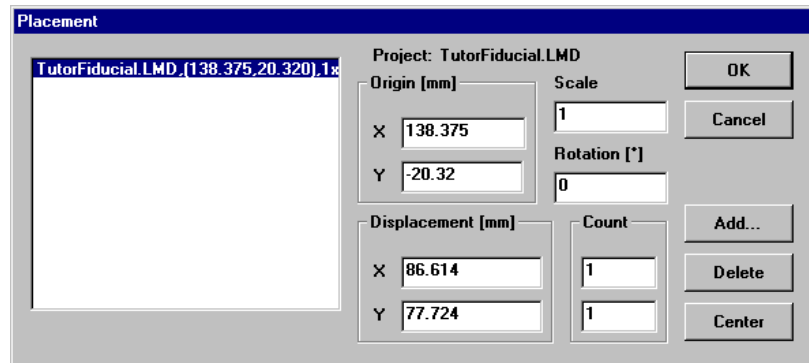 Placement
TutorFiducial.LMD,(138.375,20.320),1x
Project: TutorFiducial.LMD
Origin [mm]
X 138.375
Y -20.32
Scale
1
Rotation [*]
0
Displacement [mm]
X 86.614
Y 77.724
Count
1
1
OK
Cancel
Add...
Delete
Center